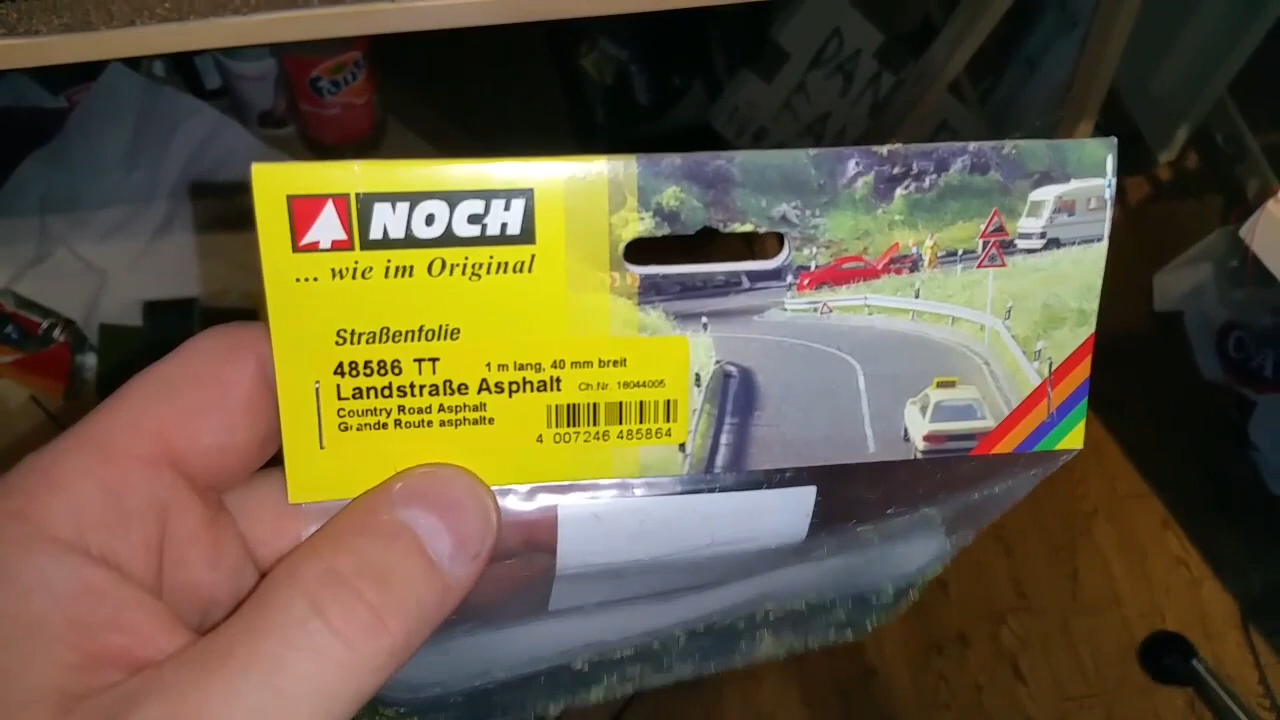 Fanta
NOCH
... wie im Original
Straßenfolie
48586 TT 1 m lang, 40 mm breit
Landstraße Asphalt Ch.Nr. 18044005
Country Road Asphalt
Grande Route asphalte
4 007246 485864